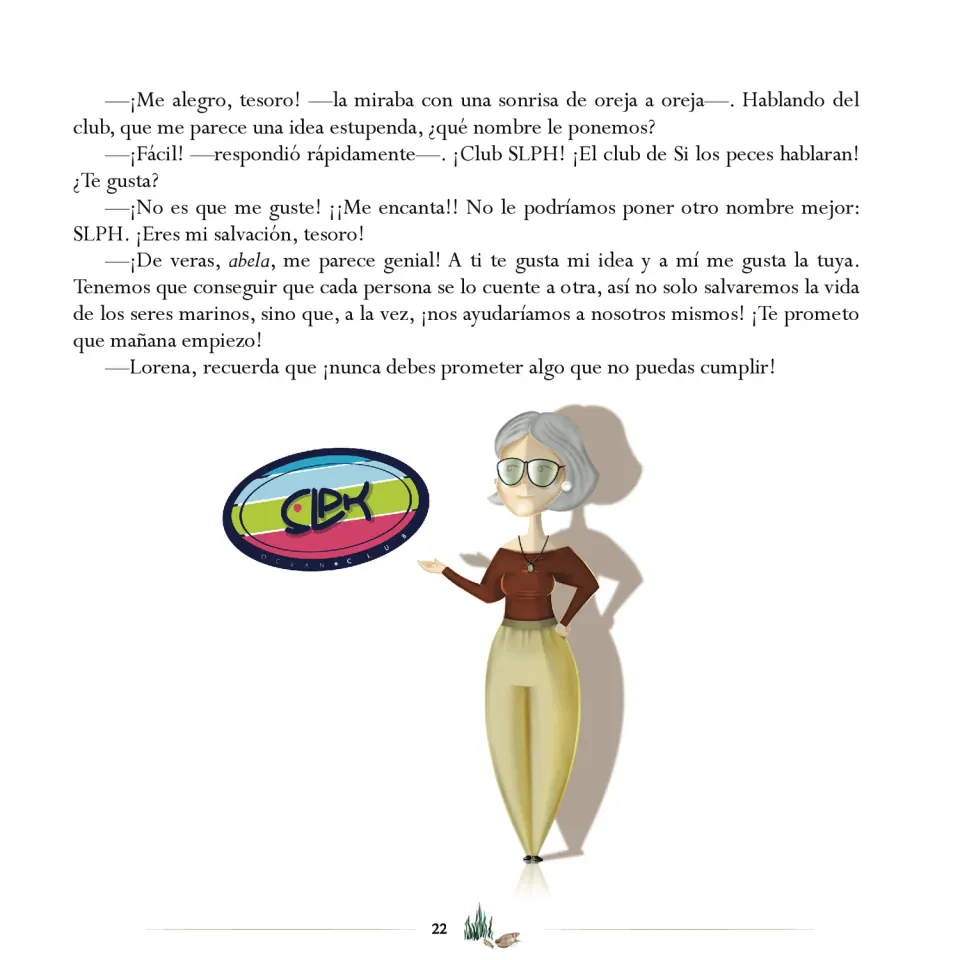 —¡Me alegro, tesoro! —la miraba con una sonrisa de oreja a oreja—. Hablando del
club, que me parece una idea estupenda, ¿qué nombre le ponemos?
—¡Fácil! —respondió rápidamente—. ¡Club SLPH! ¡El club de Si los peces hablaran!
¿Te gusta?
—¡No es que me guste! ¡¡Me encanta!! No le podríamos poner otro nombre mejor:
SLPH. ¡Eres mi salvación, tesoro!
—¡De veras, abela, me parece genial! A ti te gusta mi idea y a mí me gusta la tuya.
Tenemos que conseguir que cada persona se lo cuente a otra, así no solo salvaremos la vida
de los seres marinos, sino que, a la vez, ¡nos ayudaríamos a nosotros mismos! ¡Te prometo
que mañana empiezo!
—Lorena, recuerda que ¡nunca debes prometer algo que no puedas cumplir!
SLPH
OCEAN • CLUB
22